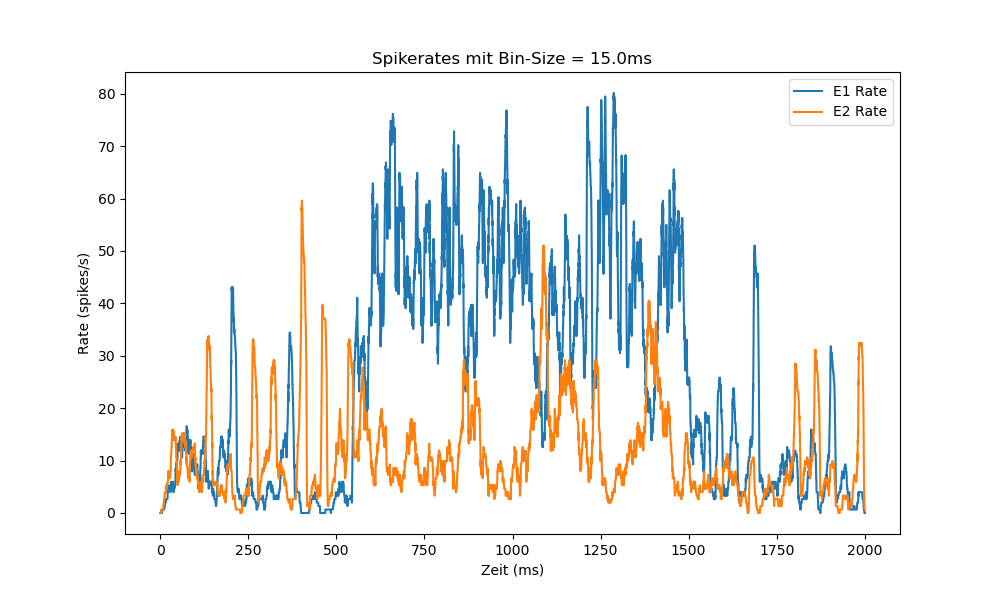 Spikerates mit Bin-Size = 15.0ms
E1 Rate
E2 Rate
80
70
60
50
40
30
20
10
0
Rate (spikes/s)
0 250 500 750 1000 1250 1500 1750 2000
Zeit (ms)